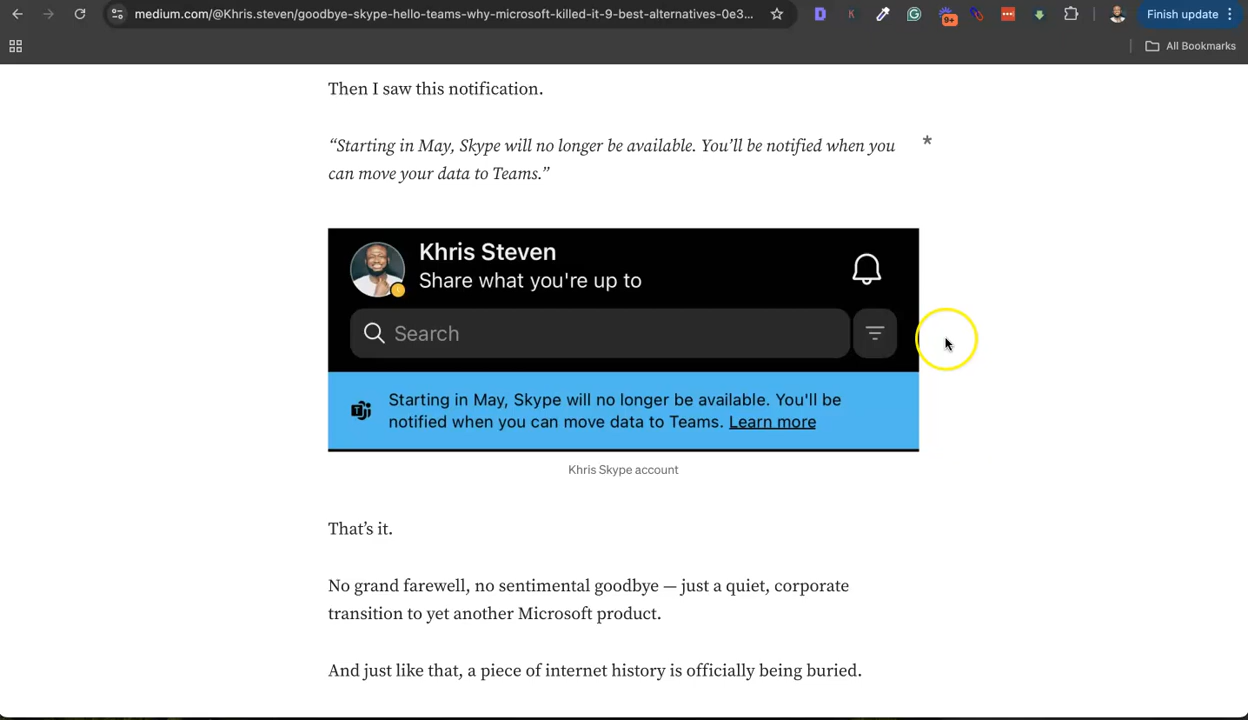 medium.com/@Khris.steven/goodbye-skype-hello-teams-why-microsoft-killed-it-9-best-alternatives-0e3...
9+
Finish update
All Bookmarks
Then I saw this notification.
“Starting in May, Skype will no longer be available. You’ll be notified when you
can move your data to Teams.”
*
Khris Steven
Share what you're up to
Search
Starting in May, Skype will no longer be available. You'll be
notified when you can move data to Teams. Learn more
Khris Skype account
That’s it.
No grand farewell, no sentimental goodbye — just a quiet, corporate
transition to yet another Microsoft product.
And just like that, a piece of internet history is officially being buried.